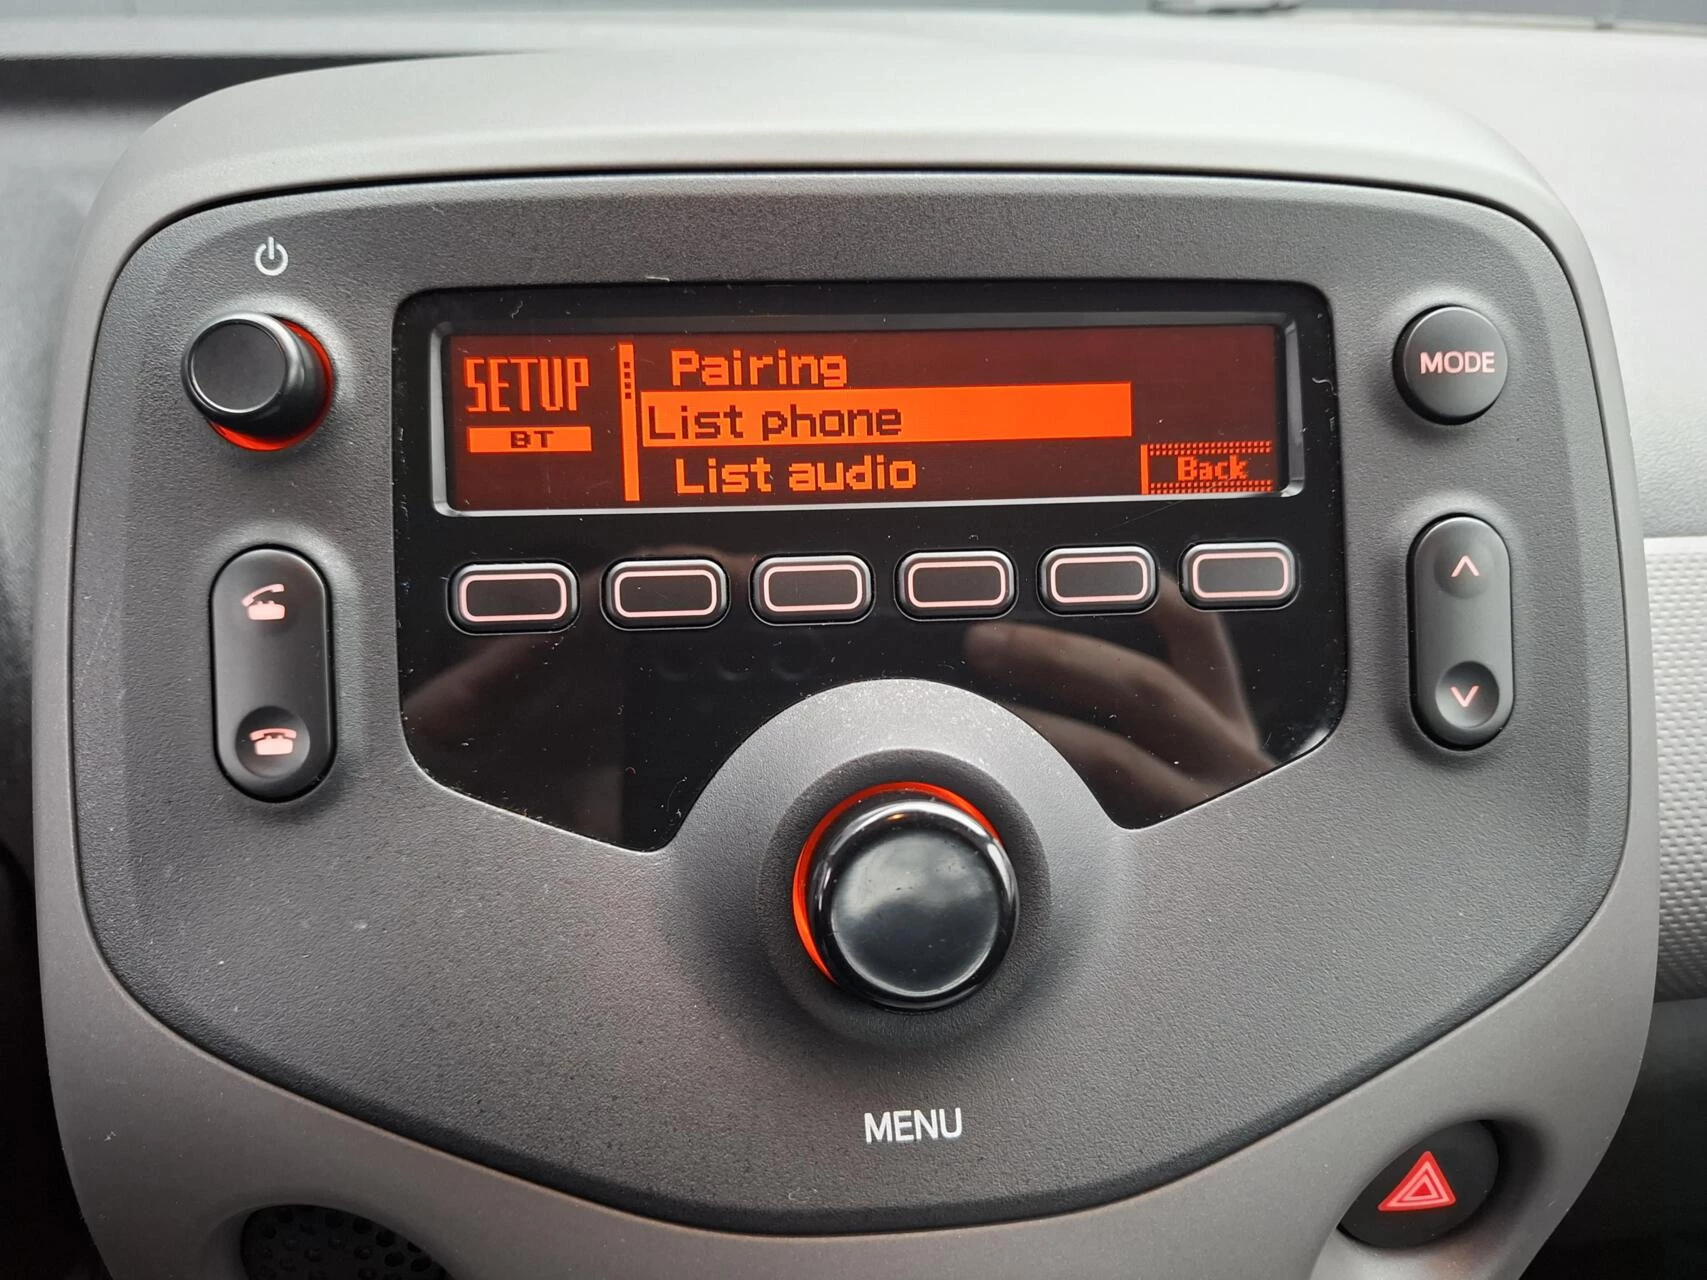 SETUP
BT
Pairing
List phone
List audio
Back
MODE
MENU